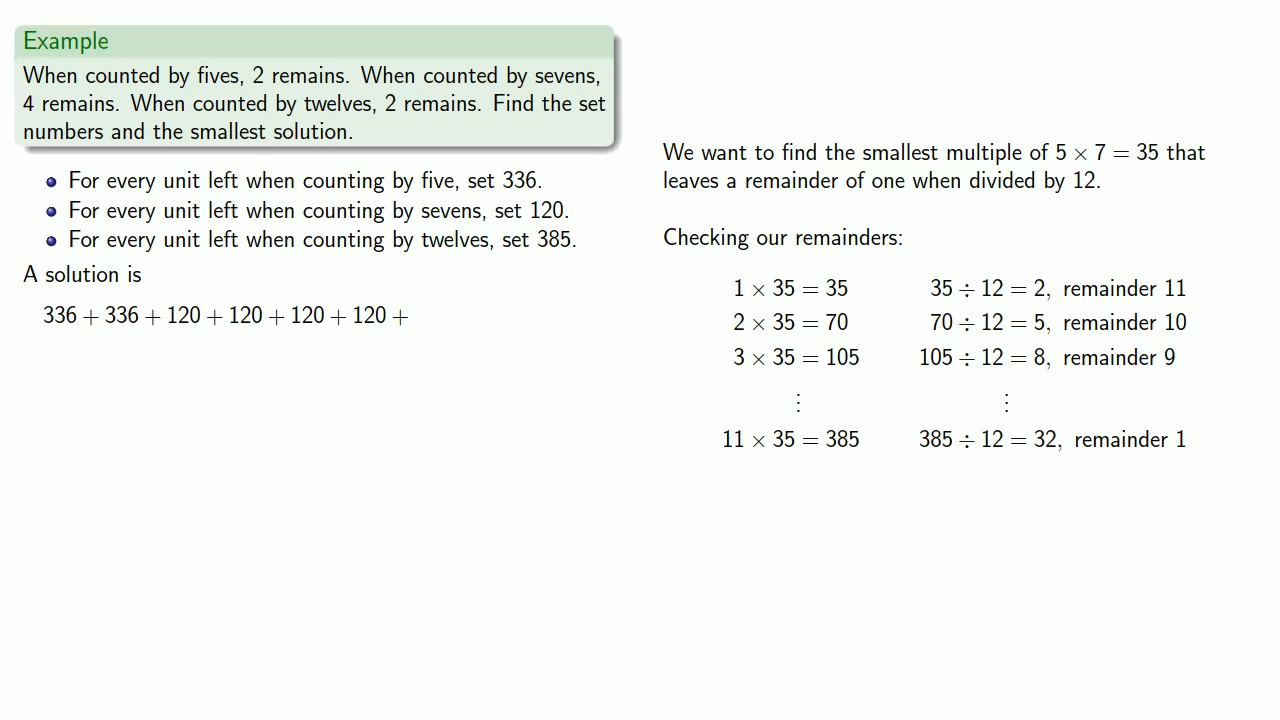 Example
When counted by fives, 2 remains. When counted by sevens,
4 remains. When counted by twelves, 2 remains. Find the set
numbers and the smallest solution.
For every unit left when counting by five, set 336.
For every unit left when counting by sevens, set 120.
For every unit left when counting by twelves, set 385.
A solution is
336 + 336 + 120 + 120 + 120 + 120 +
We want to find the smallest multiple of 5 × 7 = 35 that
leaves a remainder of one when divided by 12.
Checking our remainders:
1 × 35 = 35 35 ÷ 12 = 2, remainder 11
2 × 35 = 70 70 ÷ 12 = 5, remainder 10
3 × 35 = 105 105 ÷ 12 = 8, remainder 9
⋮ ⋮
11 × 35 = 385 385 ÷ 12 = 32, remainder 1